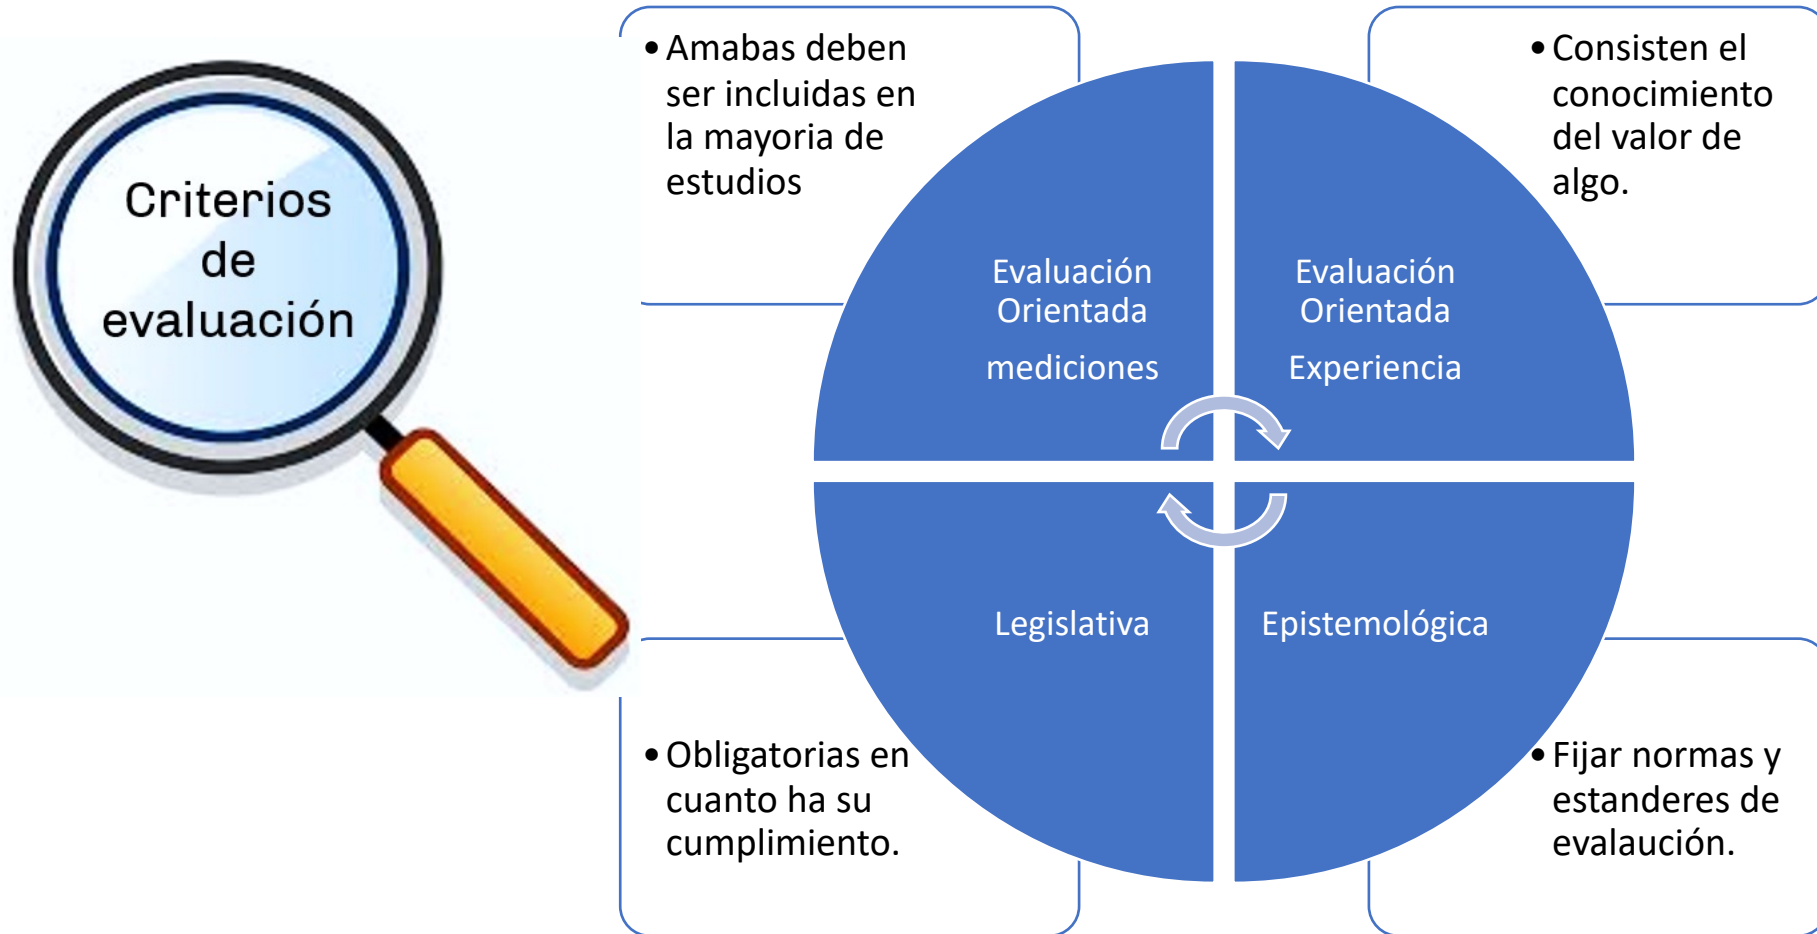 Criterios
de
evaluación
• Amabas deben
ser incluidas en
la mayoria de
estudios
• Consisten el
conocimiento
del valor de
algo.
Evaluación
Orientada
mediciones
Evaluación
Orientada
Experiencia
Legislativa
Epistemológica
• Obligatorias en
cuanto ha su
cumplimiento.
• Fijar normas y
estanderes de
evalaución.